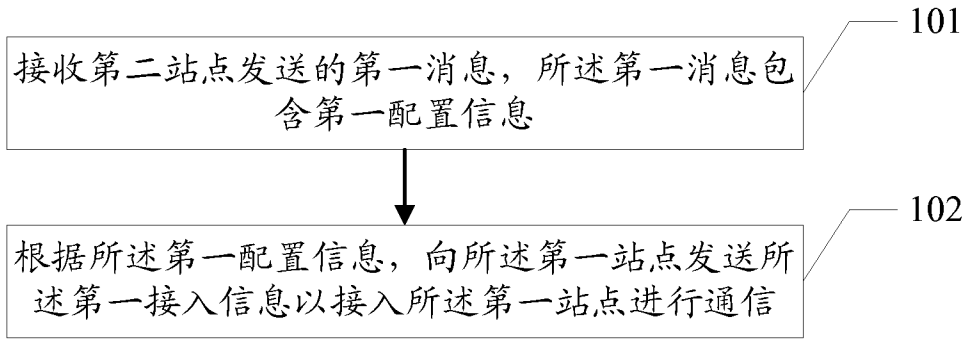 101
接收第二站点发送的第一消息，所述第一消息包
含第一配置信息
102
根据所述第一配置信息，向所述第一站点发送所
述第一接入信息以接入所述第一站点进行通信